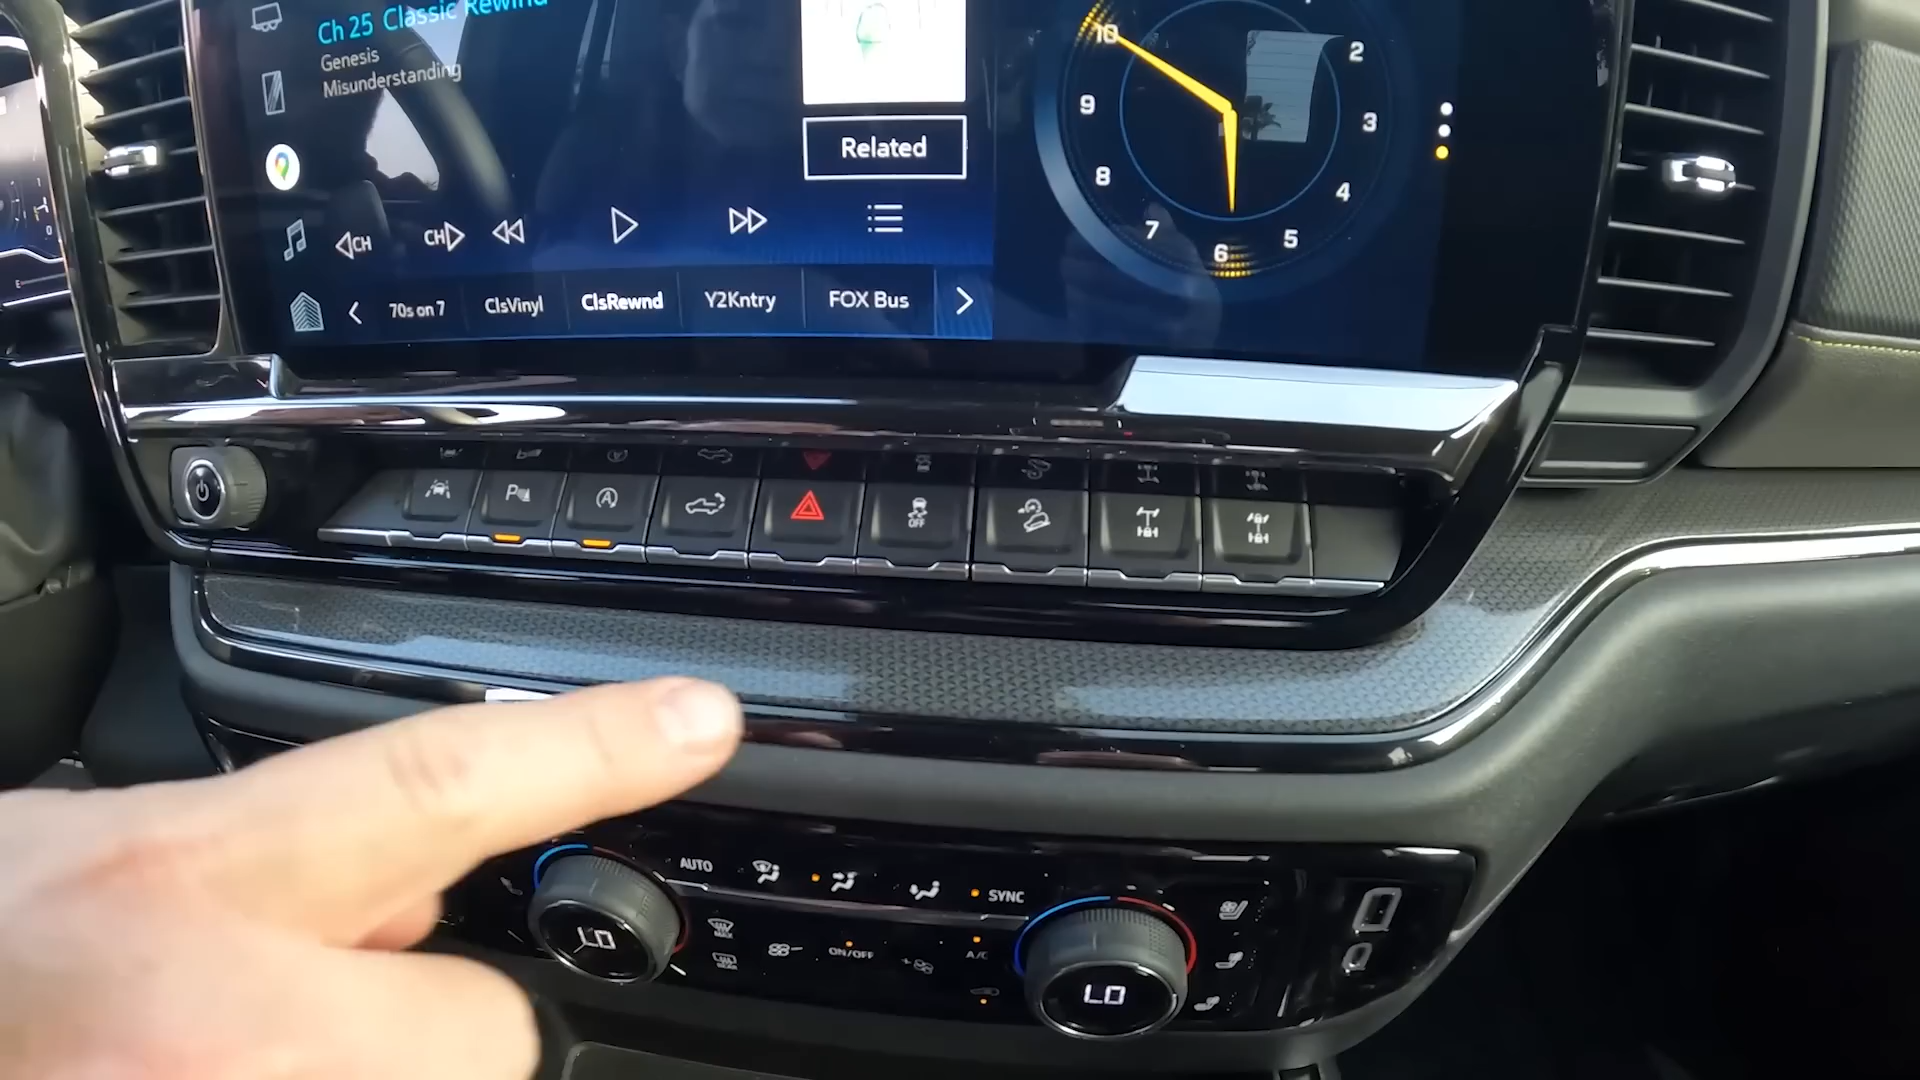 Ch 25 Classic Rewind
Genesis
Misunderstanding
Related
CH
CH
70s on 7
ClsVinyl
ClsRewnd
Y2Kntry
FOX Bus
10
2
9
3
8
4
7
6
5
P
A
OFF
AUTO
SYNC
LO
ON/OFF
A/C
LO